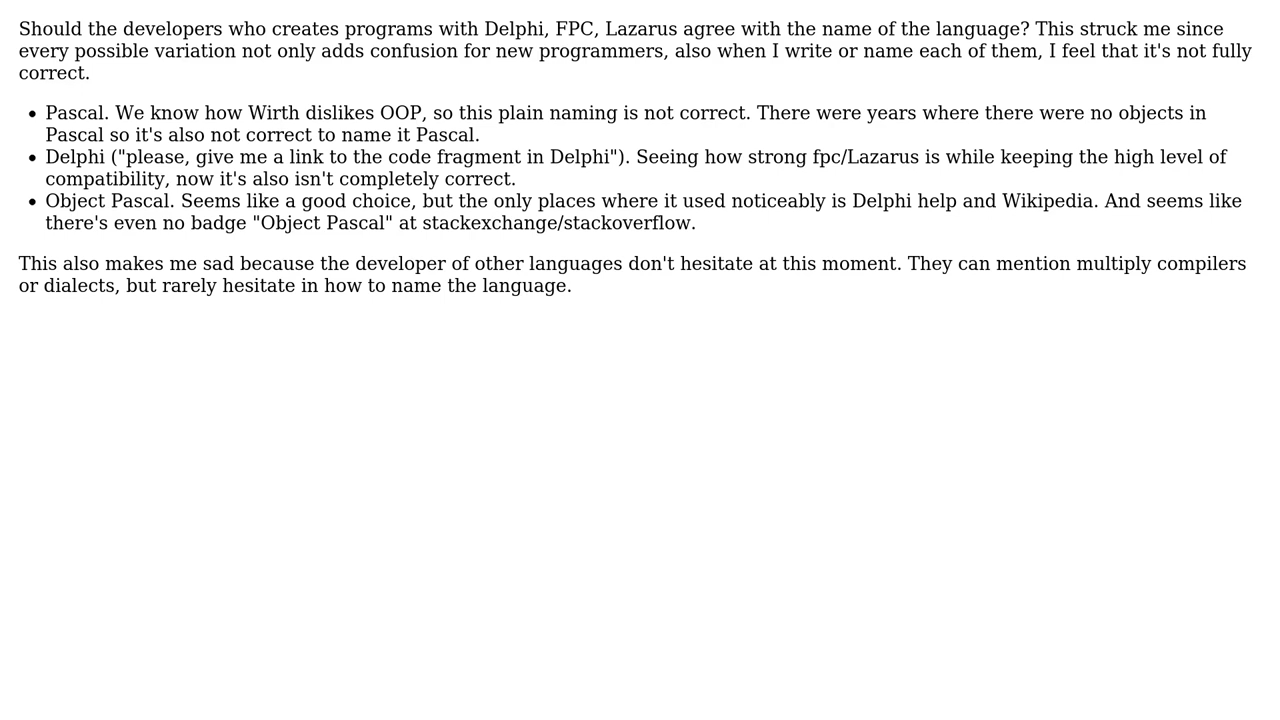 Should the developers who creates programs with Delphi, FPC, Lazarus agree with the name of the language? This struck me since
every possible variation not only adds confusion for new programmers, also when I write or name each of them, I feel that it's not fully
correct.
• Pascal. We know how Wirth dislikes OOP, so this plain naming is not correct. There were years where there were no objects in
Pascal so it's also not correct to name it Pascal.
• Delphi ("please, give me a link to the code fragment in Delphi"). Seeing how strong fpc/Lazarus is while keeping the high level of
compatibility, now it's also isn't completely correct.
• Object Pascal. Seems like a good choice, but the only places where it used noticeably is Delphi help and Wikipedia. And seems like
there's even no badge "Object Pascal" at stackexchange/stackoverflow.
This also makes me sad because the developer of other languages don't hesitate at this moment. They can mention multiply compilers
or dialects, but rarely hesitate in how to name the language.